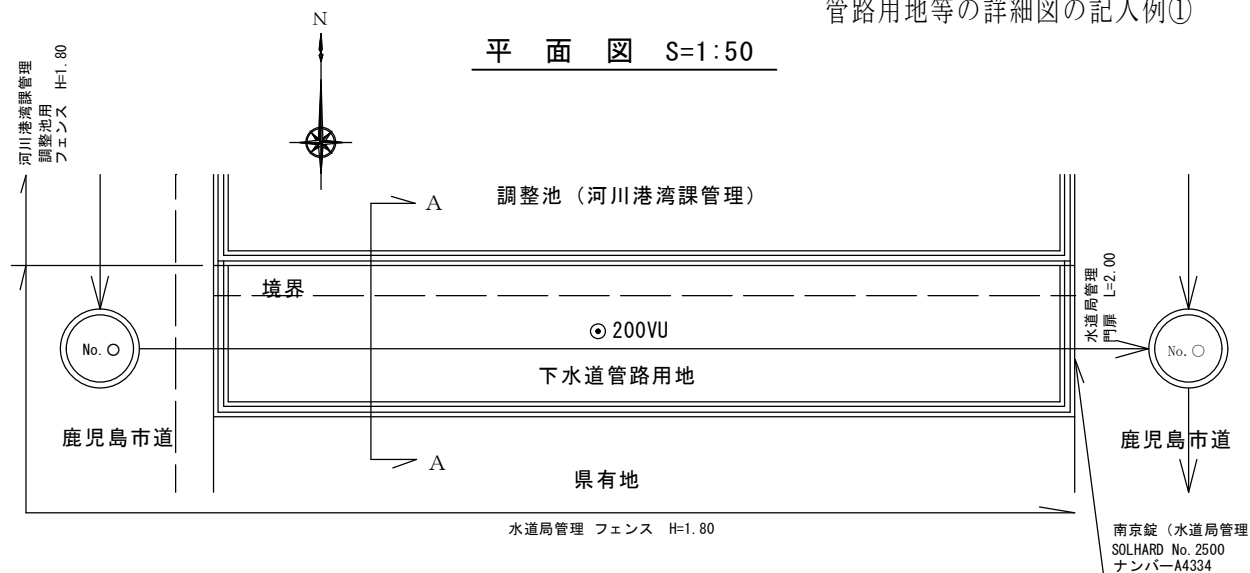 管路用地等の詳細図の記入例①
N
平 面 図 S=1:50
河川港湾課管理
調整池用
フェンス H=1.80
A
調整池（河川港湾課管理）
境界
水道局管理
門扉 L=2.00
◉ 200VU
No. ○
No. ○
下水道管路用地
鹿児島市道
鹿児島市道
A
県有地
水道局管理 フェンス H=1.80
南京錠（水道局管理
SOLHARD No. 2500
ナンバーA4334